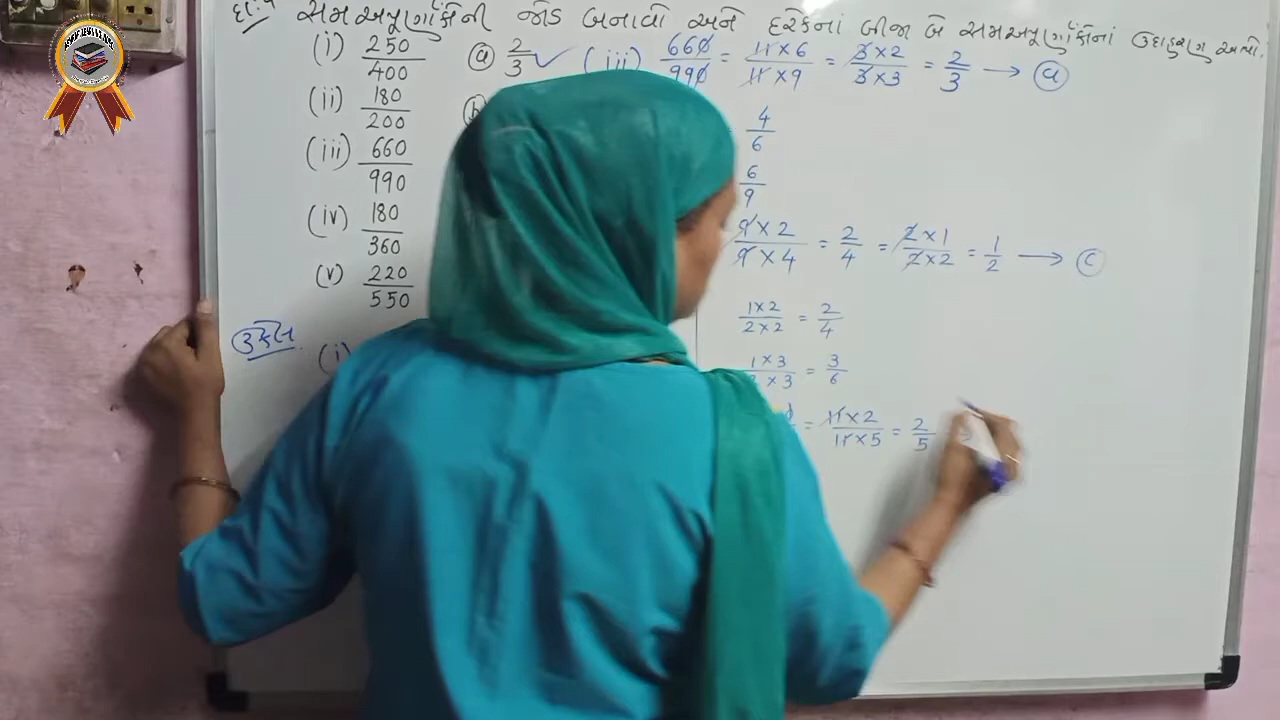 દા:૫ સમઅપૂર્ણાંકોની જોડ બનાવો અને દરેકનાં બીજા બે સમઅપૂર્ણાંકોનાં ઉદાહરણ આપો.
(i) 250/400 (a) 2/3 ✓
(ii) 180/200 (b)
(iii) 660/990
(iv) 180/360
(v) 220/550
ઉકેલ
(i)
(iii) 660/990 = 11×6/11×9 = 3×2/3×3 = 2/3 → (a)
4/6
6/9
9×2/9×4 = 2/4 = 2×1/2×2 = 1/2 → (c)
1×2/2×2 = 2/4
1×3/2×3 = 3/6
= 11×2/11×5 = 2/5